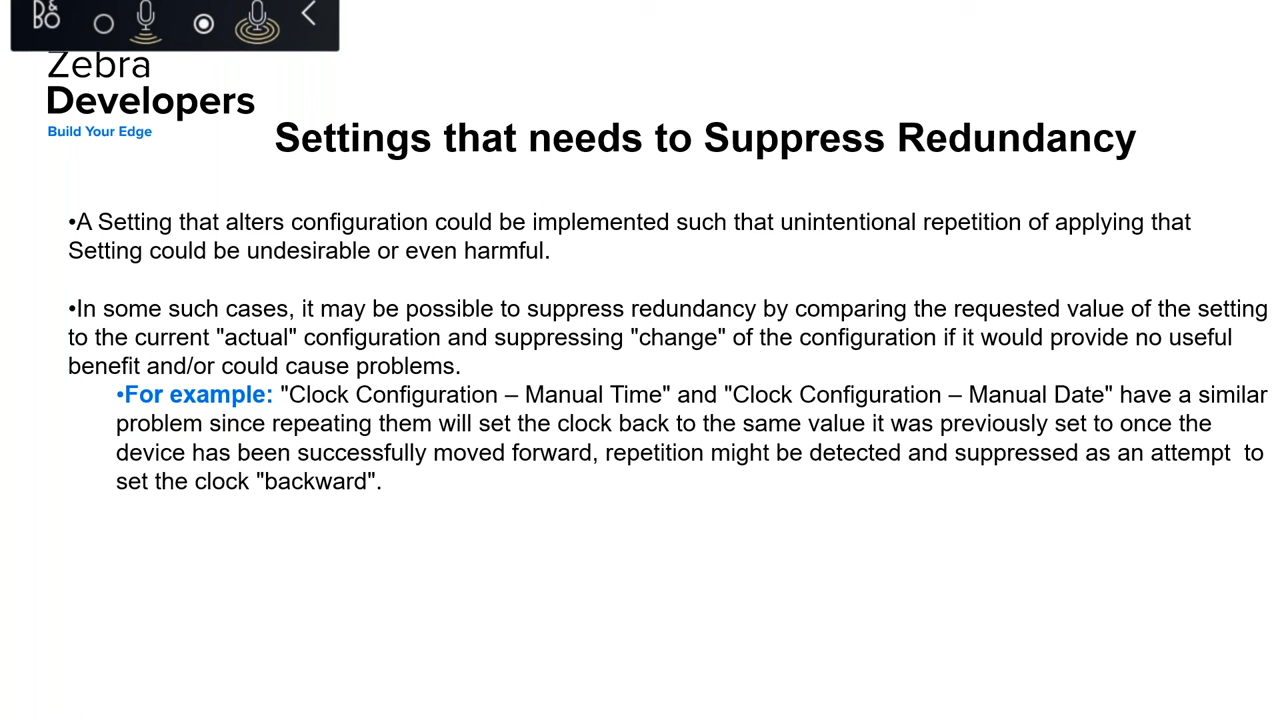 B&O
Zebra
Developers
Build Your Edge
Settings that needs to Suppress Redundancy
•A Setting that alters configuration could be implemented such that unintentional repetition of applying that
Setting could be undesirable or even harmful.
•In some such cases, it may be possible to suppress redundancy by comparing the requested value of the setting
to the current "actual" configuration and suppressing "change" of the configuration if it would provide no useful
benefit and/or could cause problems.
•For example: "Clock Configuration – Manual Time" and "Clock Configuration – Manual Date" have a similar
problem since repeating them will set the clock back to the same value it was previously set to once the
device has been successfully moved forward, repetition might be detected and suppressed as an attempt  to
set the clock "backward".